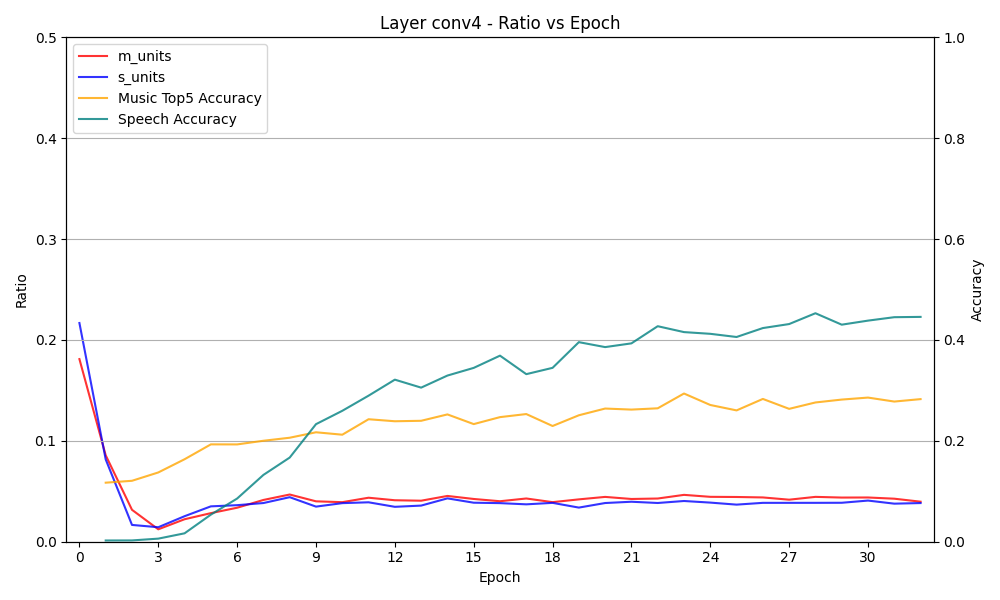 Layer conv4 - Ratio vs Epoch
m_units
s_units
Music Top5 Accuracy
Speech Accuracy
Ratio
0.5
0.4
0.3
0.2
0.1
0.0
1.0
0.8
0.6
0.4
0.2
0.0
Accuracy
0 3 6 9 12 15 18 21 24 27 30
Epoch